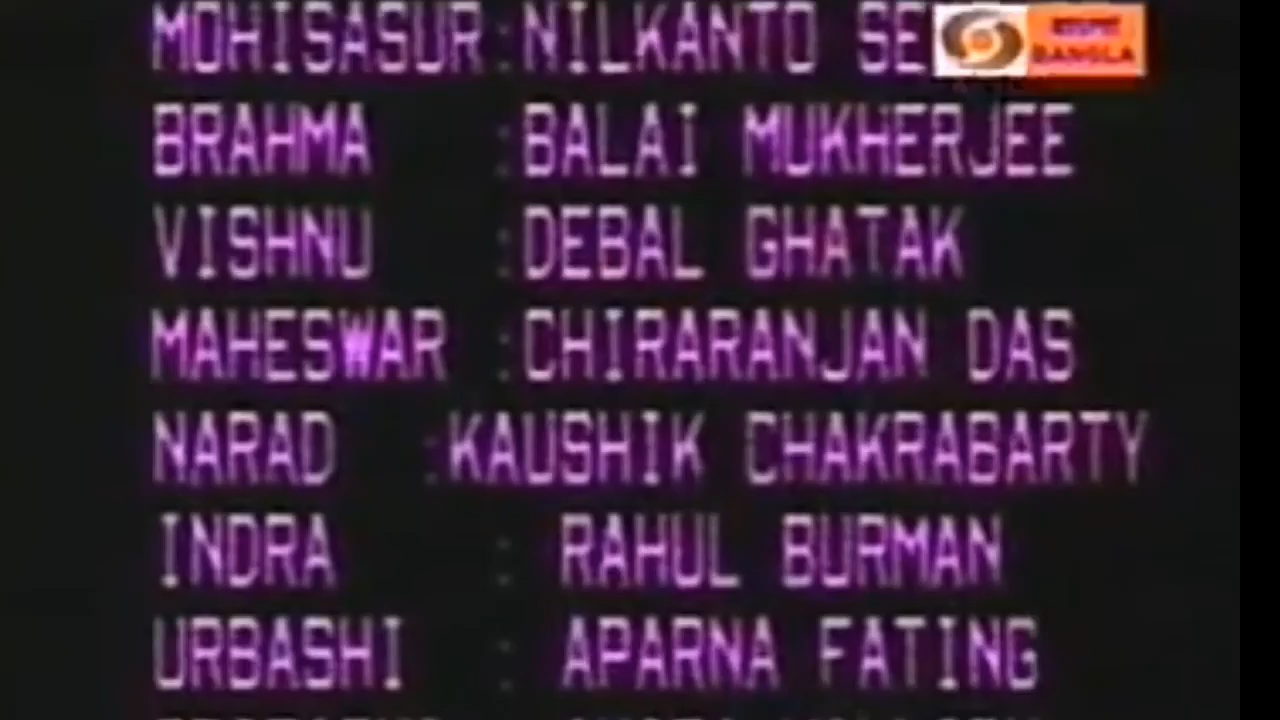 MOHISASUR:NILKANTO
BANGLA
BRAHMA :BALAI MUKHERJEE
VISHNU :DEBAL GHATAK
MAHESWAR :CHIRARANJAN DAS
NARAD :KAUSHIK CHAKRABARTY
INDRA : RAHUL BURMAN
URBASHI : APARNA FATING